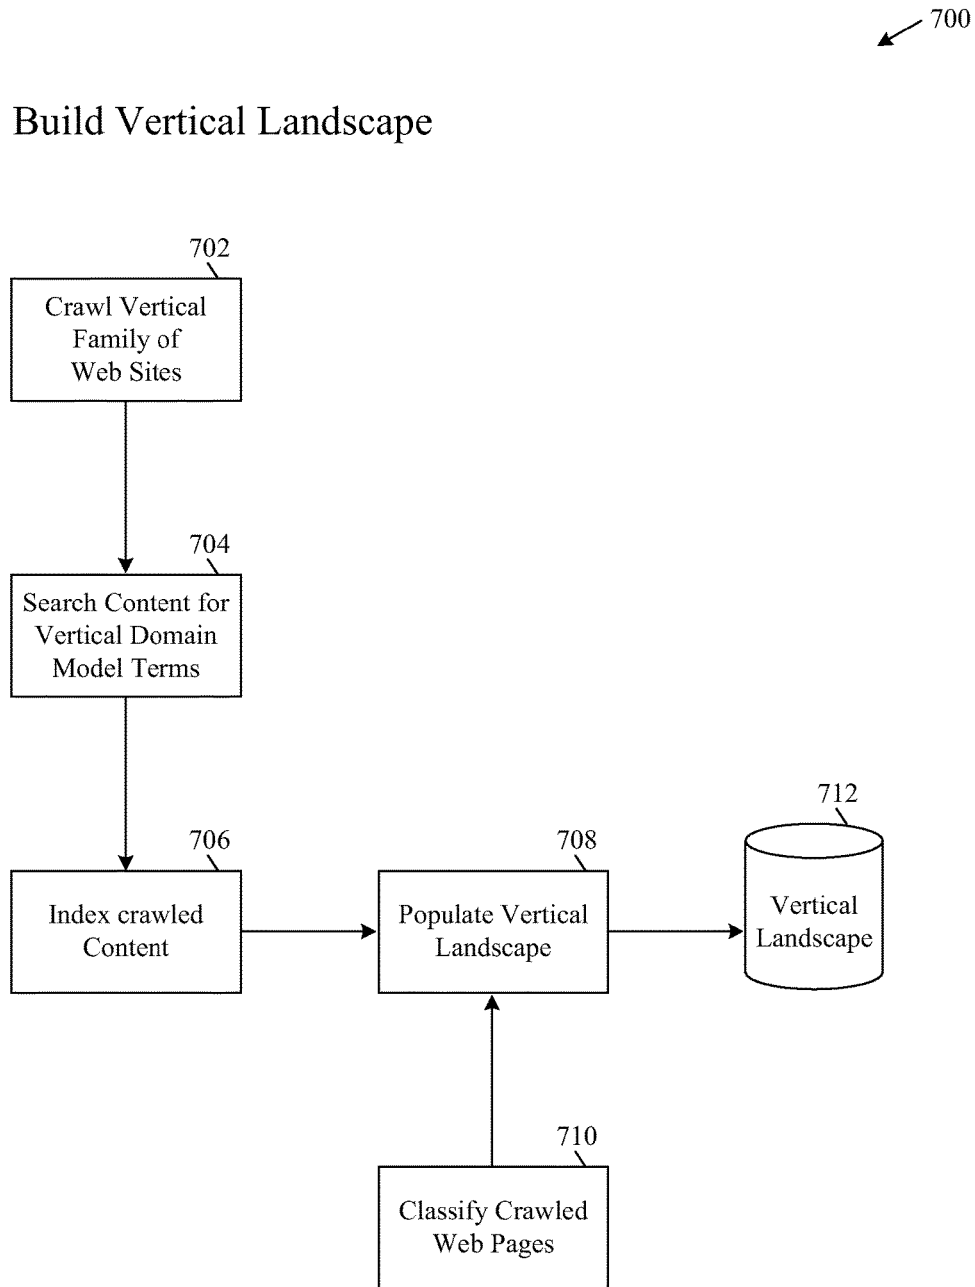 700
Build Vertical Landscape
702
Crawl Vertical
Family of
Web Sites
704
Search Content for
Vertical Domain
Model Terms
706
Index crawled
Content
708
Populate Vertical
Landscape
712
Vertical
Landscape
710
Classify Crawled
Web Pages